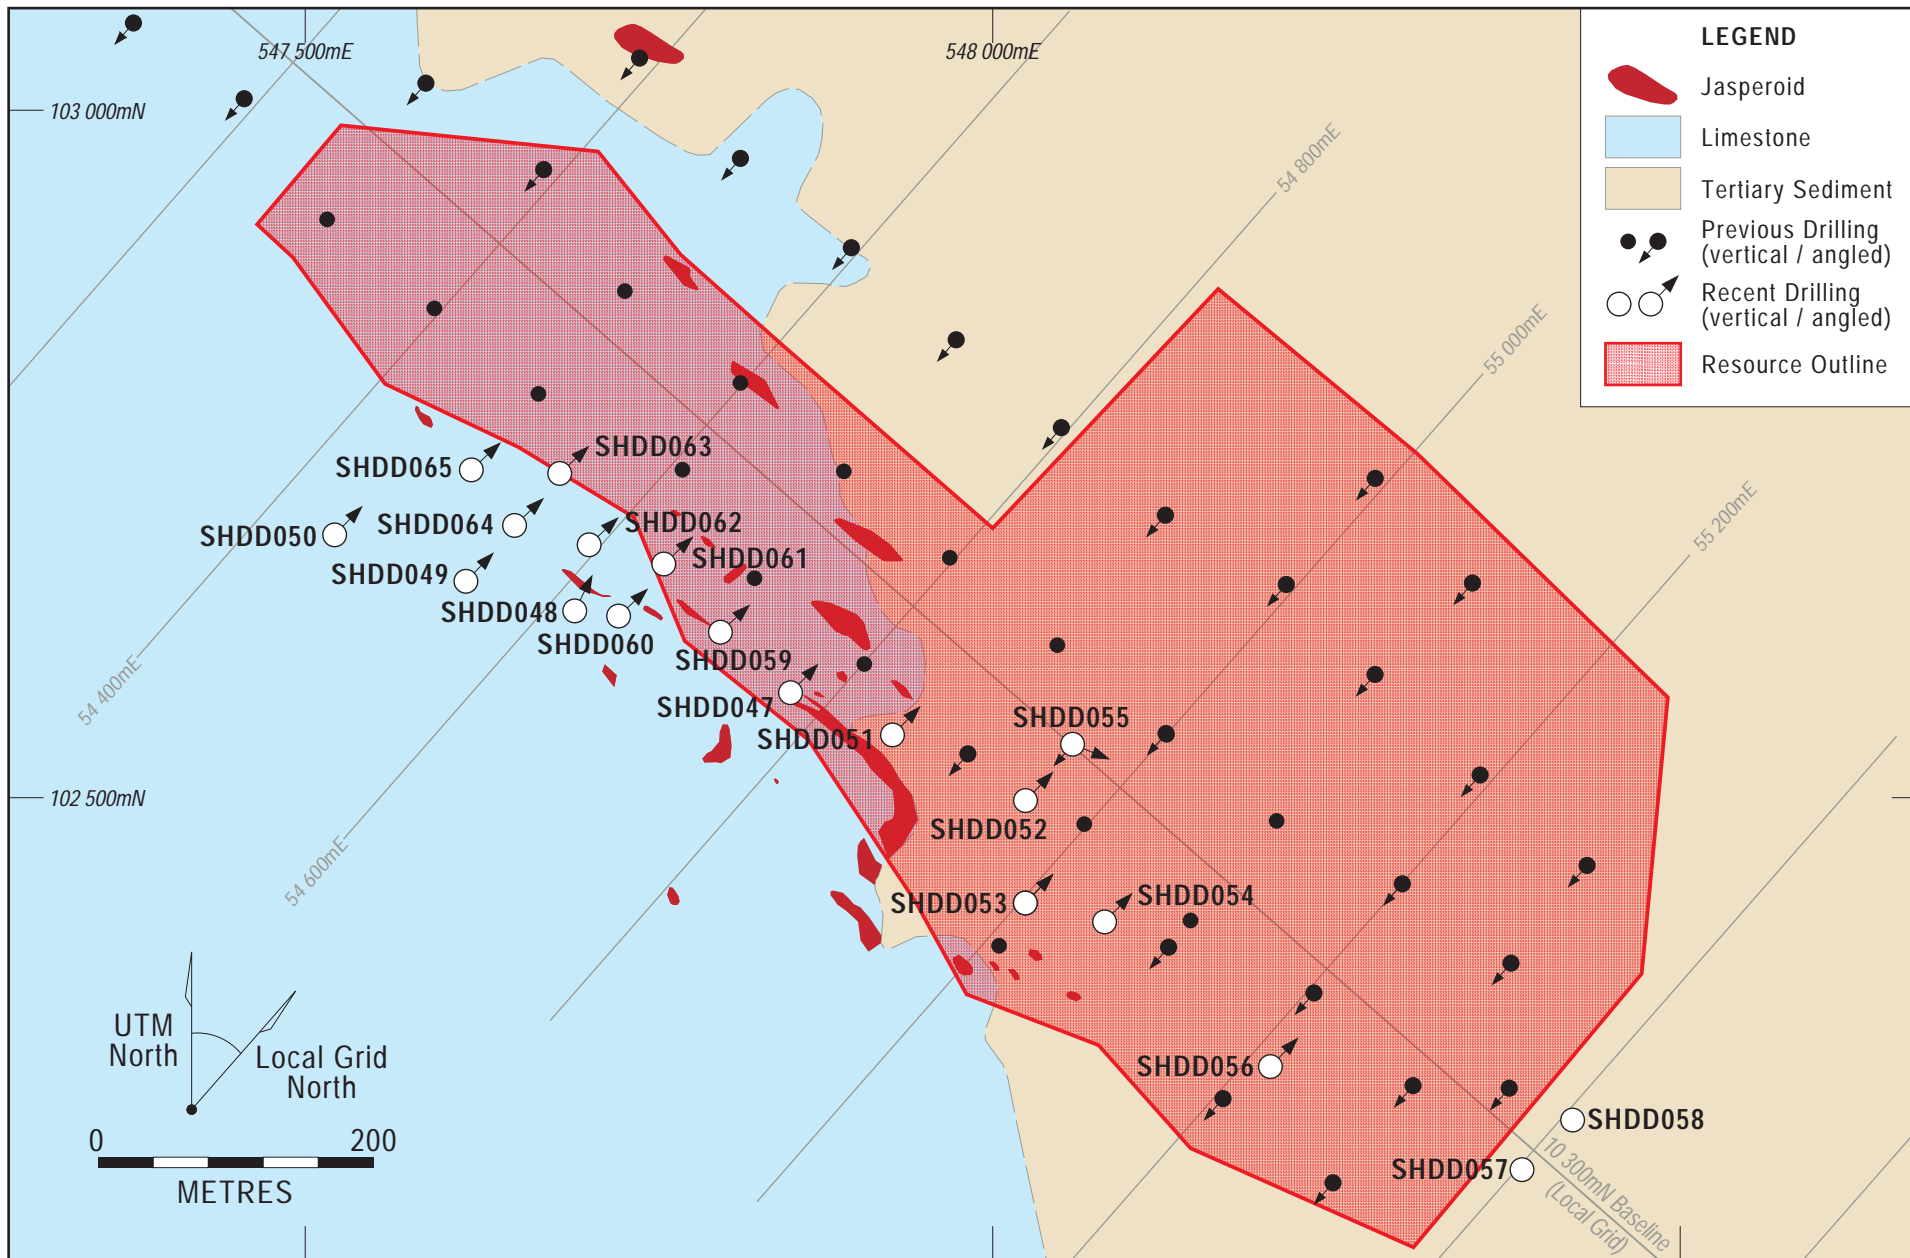 547 500mE
548 000mE
103 000mN
102 500mN
LEGEND
Jasperoid
Limestone
Tertiary Sediment
Previous Drilling
(vertical / angled)
Recent Drilling
(vertical / angled)
Resource Outline
54 800mE
55 000mE
55 200mE
54 400mE
54 600mE
SHDD063
SHDD065
SHDD062
SHDD064
SHDD050
SHDD061
SHDD049
SHDD048
SHDD060
SHDD059
SHDD047
SHDD055
SHDD051
SHDD052
SHDD054
SHDD053
SHDD056
SHDD058
SHDD057
10 300mN Baseline
(Local Grid)
UTM
North
Local Grid
North
0 200
METRES